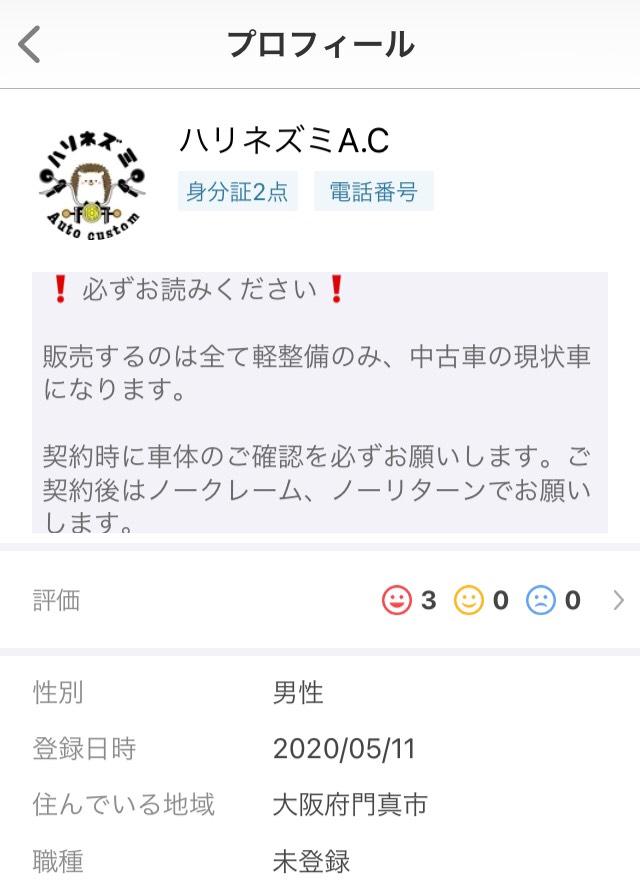 プロフィール
ハリネズミ
Auto custom
ハリネズミA.C
身分証2点
電話番号
❗必ずお読みください❗
販売するのは全て軽整備のみ、中古車の現状車
になります。
契約時に車体のご確認を必ずお願いします。ご
契約後はノークレーム、ノーリターンでお願い
します。
評価 3 0 0
性別 男性
登録日時 2020/05/11
住んでいる地域 大阪府門真市
職種 未登録